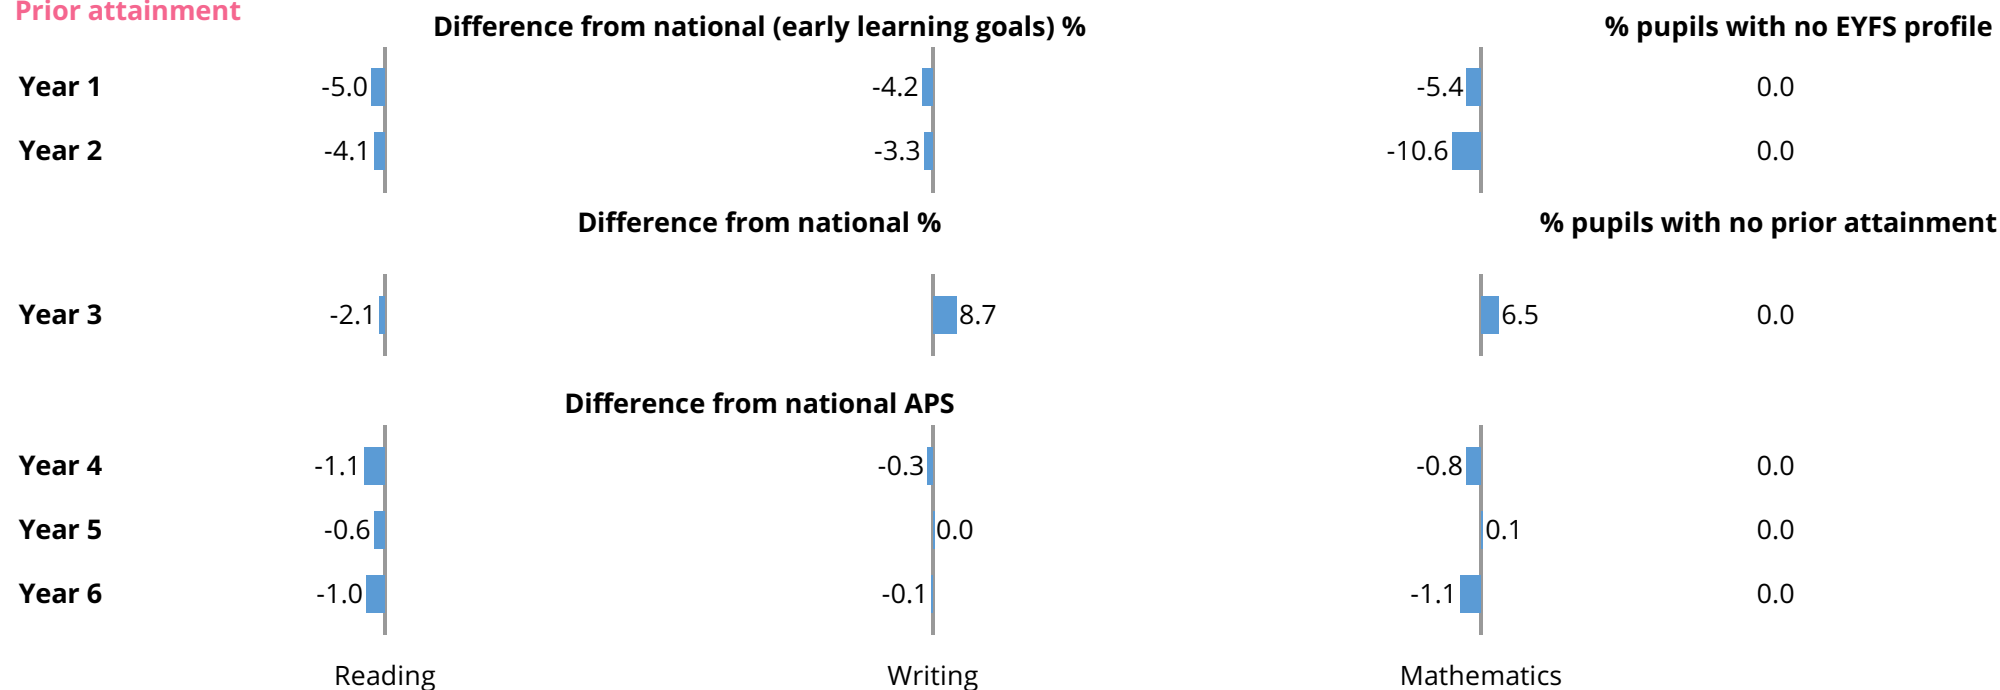 Prior attainment
Difference from national (early learning goals) % % pupils with no EYFS profile
Year 1 -5.0 -4.2 -5.4 0.0
Year 2 -4.1 -3.3 -10.6 0.0
Difference from national % % pupils with no prior attainment
Year 3 -2.1 8.7 6.5 0.0
Difference from national APS
Year 4 -1.1 -0.3 -0.8 0.0
Year 5 -0.6 0.0 0.1 0.0
Year 6 -1.0 -0.1 -1.1 0.0
Reading Writing Mathematics